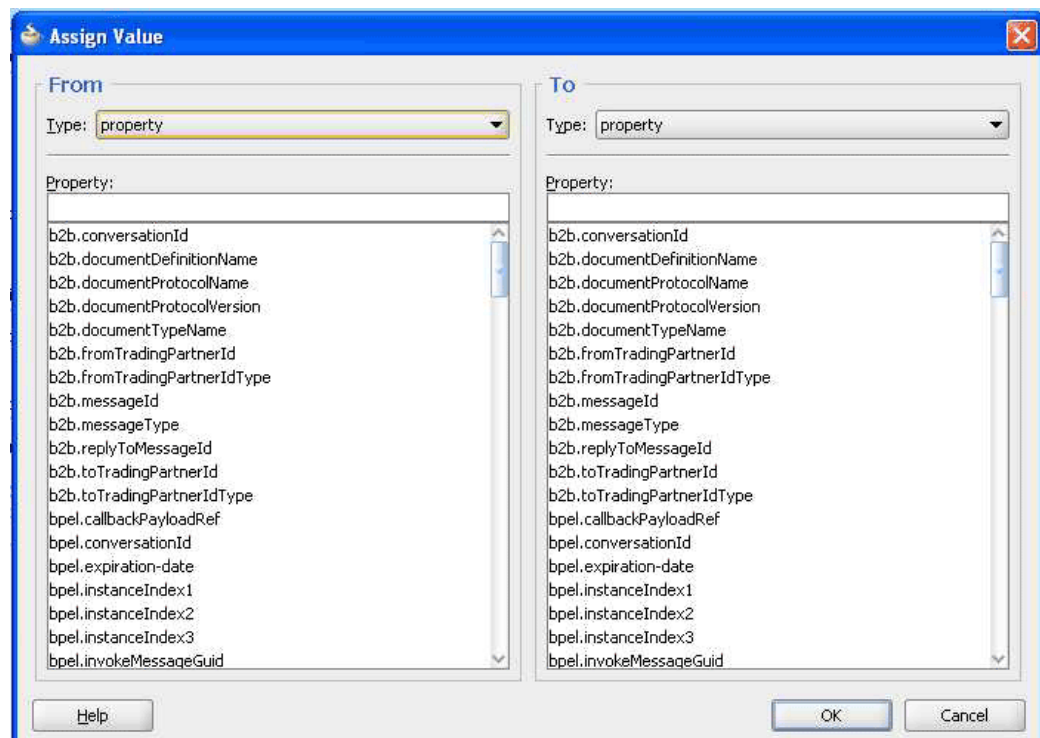 Assign Value
From
Type: property
Property:
b2b.conversationId
b2b.documentDefinitionName
b2b.documentProtocolName
b2b.documentProtocolVersion
b2b.documentTypeName
b2b.fromTradingPartnerId
b2b.fromTradingPartnerIdType
b2b.messageId
b2b.messageType
b2b.replyToMessageId
b2b.toTradingPartnerId
b2b.toTradingPartnerIdType
bpel.callbackPayloadRef
bpel.conversationId
bpel.expiration-date
bpel.instanceIndex1
bpel.instanceIndex2
bpel.instanceIndex3
bpel.invokeMessageGuid
To
Type: property
Property:
b2b.conversationId
b2b.documentDefinitionName
b2b.documentProtocolName
b2b.documentProtocolVersion
b2b.documentTypeName
b2b.fromTradingPartnerId
b2b.fromTradingPartnerIdType
b2b.messageId
b2b.messageType
b2b.replyToMessageId
b2b.toTradingPartnerId
b2b.toTradingPartnerIdType
bpel.callbackPayloadRef
bpel.conversationId
bpel.expiration-date
bpel.instanceIndex1
bpel.instanceIndex2
bpel.instanceIndex3
bpel.invokeMessageGuid
Help
OK
Cancel